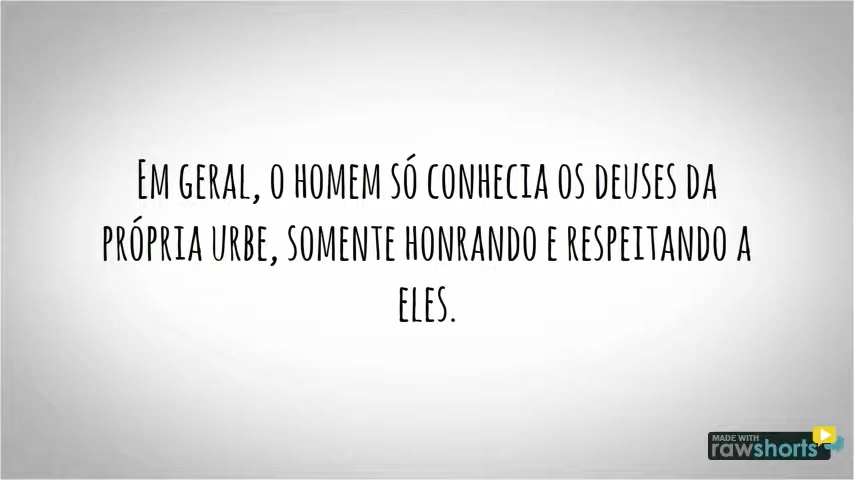 Em geral, o homem só conhecia os deuses da
própria urbe, somente honrando e respeitando a
eles.
MADE WITH
rawshorts